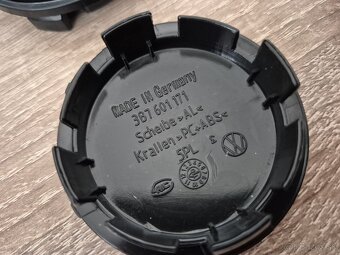 MADE IN Germany
3B7 601 171
Scheibe >AL<
Krallen >PC+ABS<
SPL